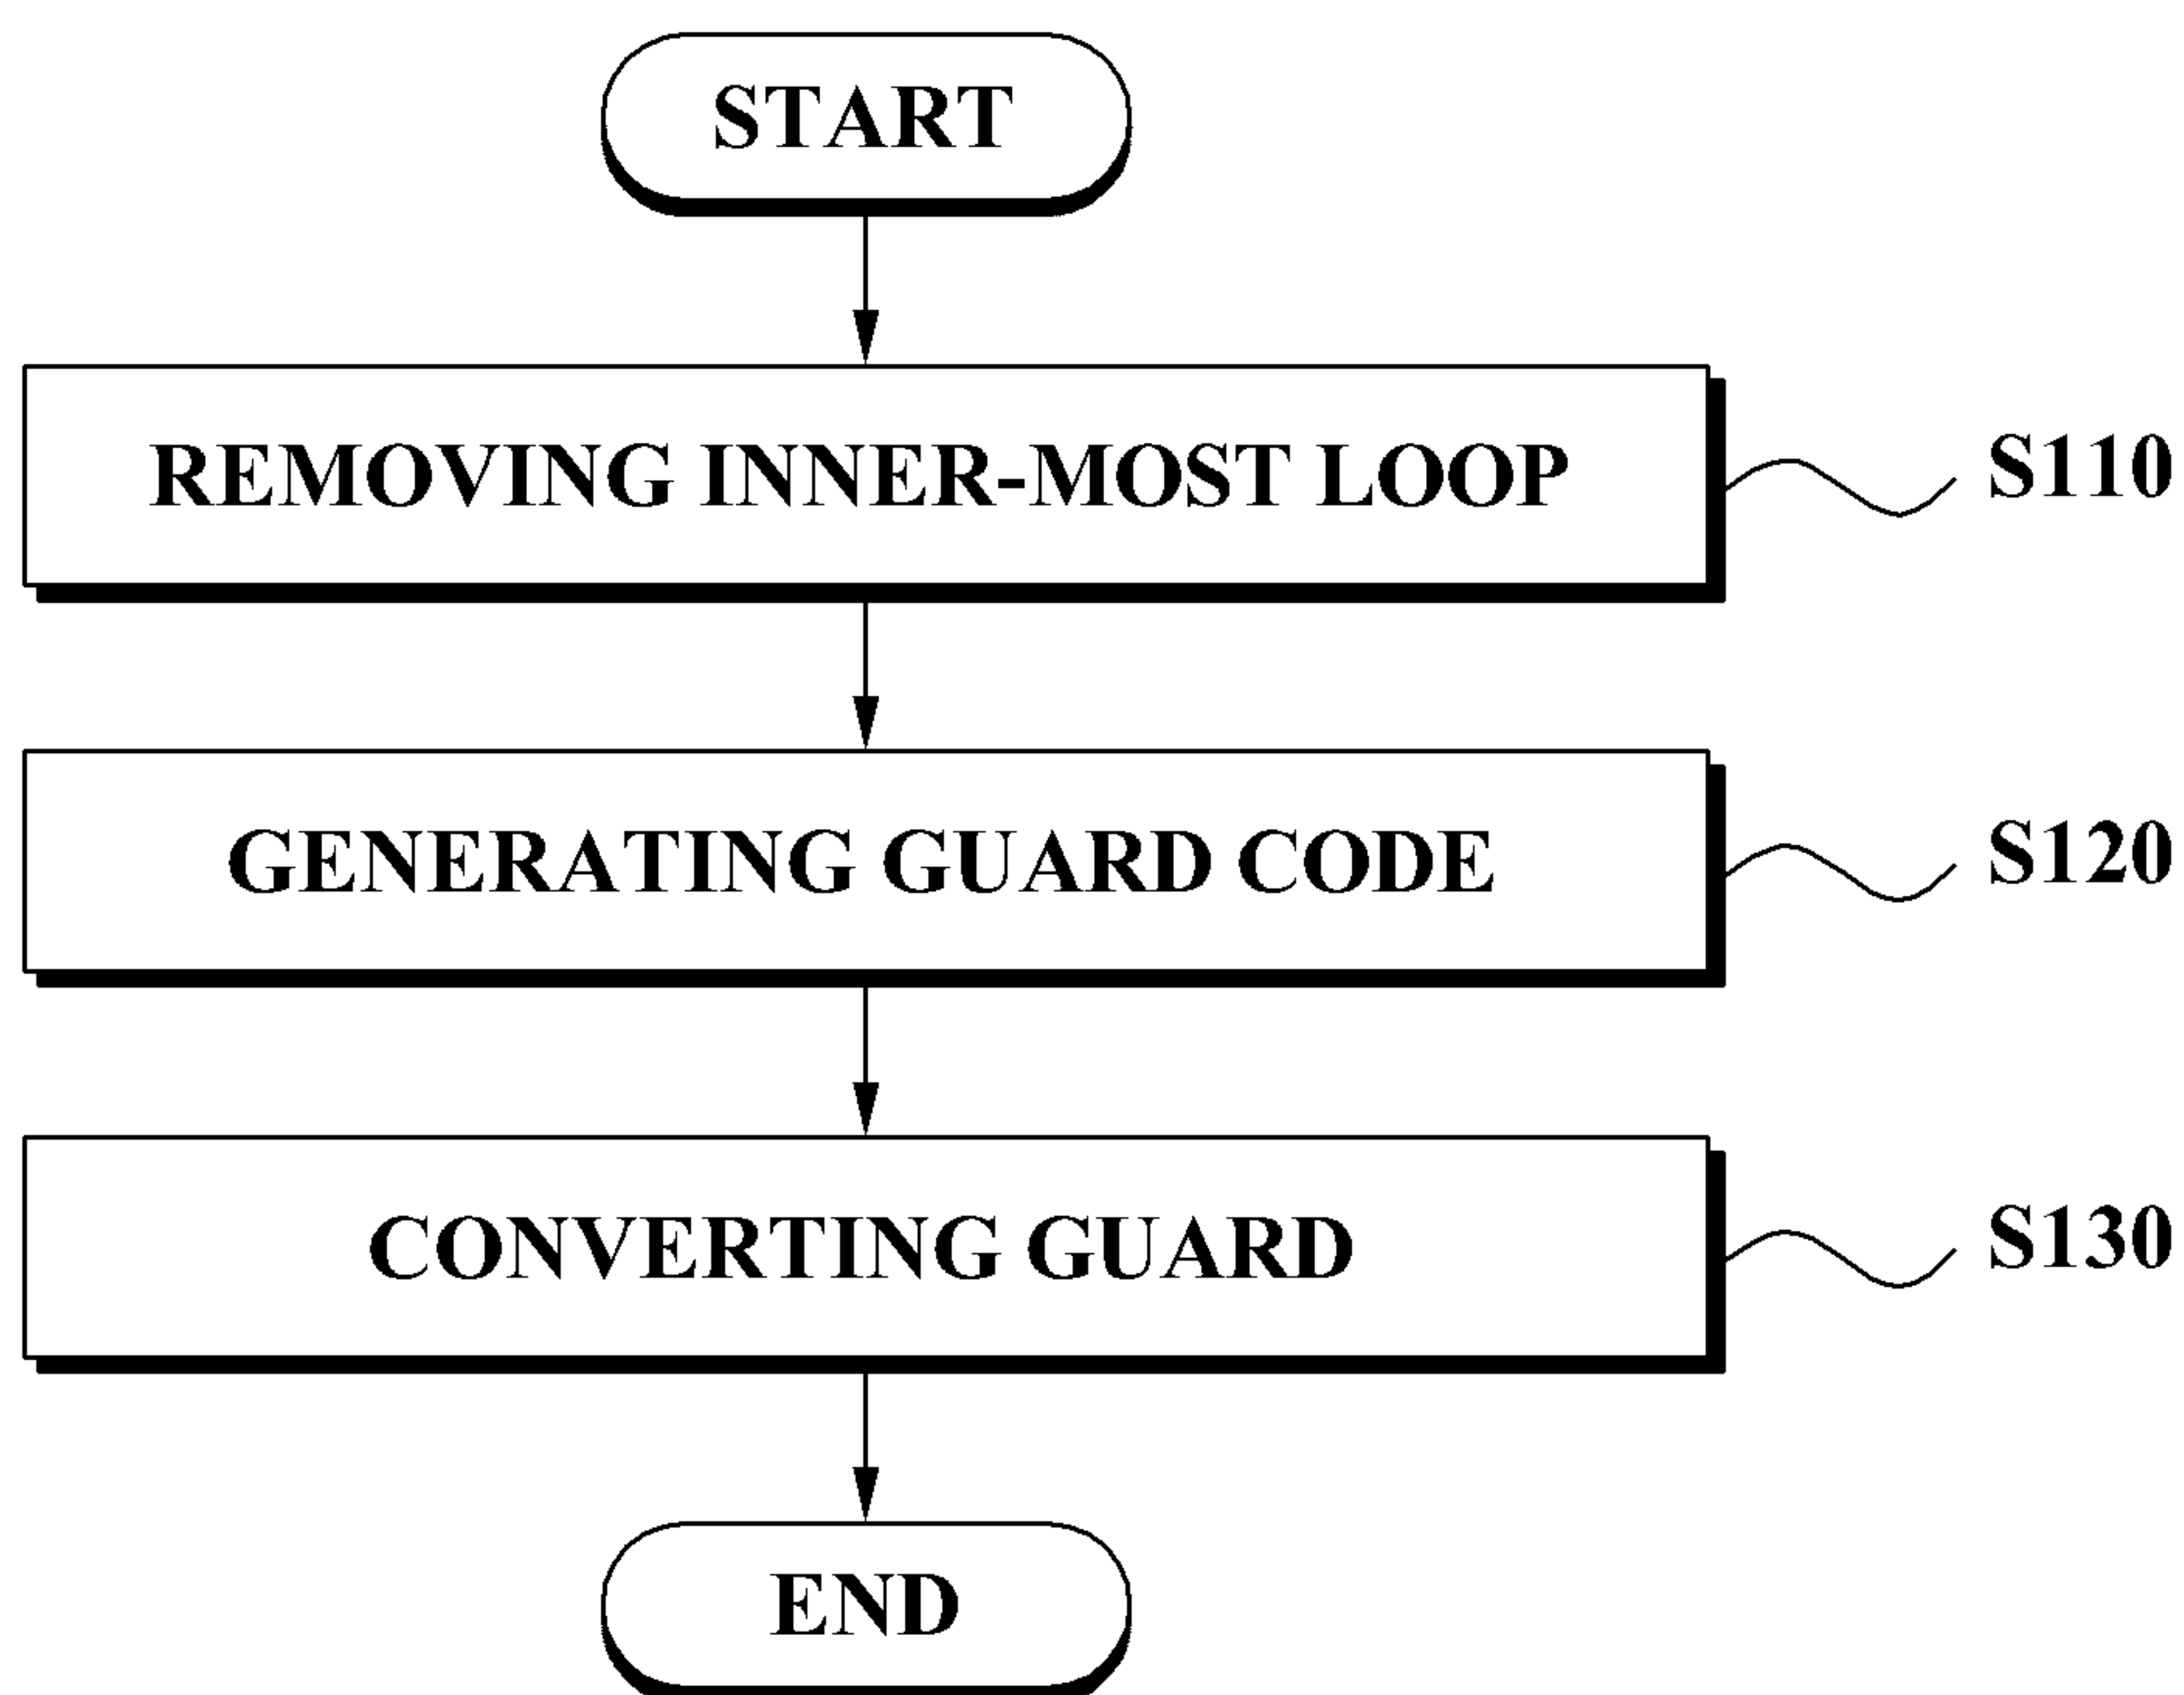 START
REMOVING INNER-MOST LOOP
S110
GENERATING GUARD CODE
S120
CONVERTING GUARD
S130
END